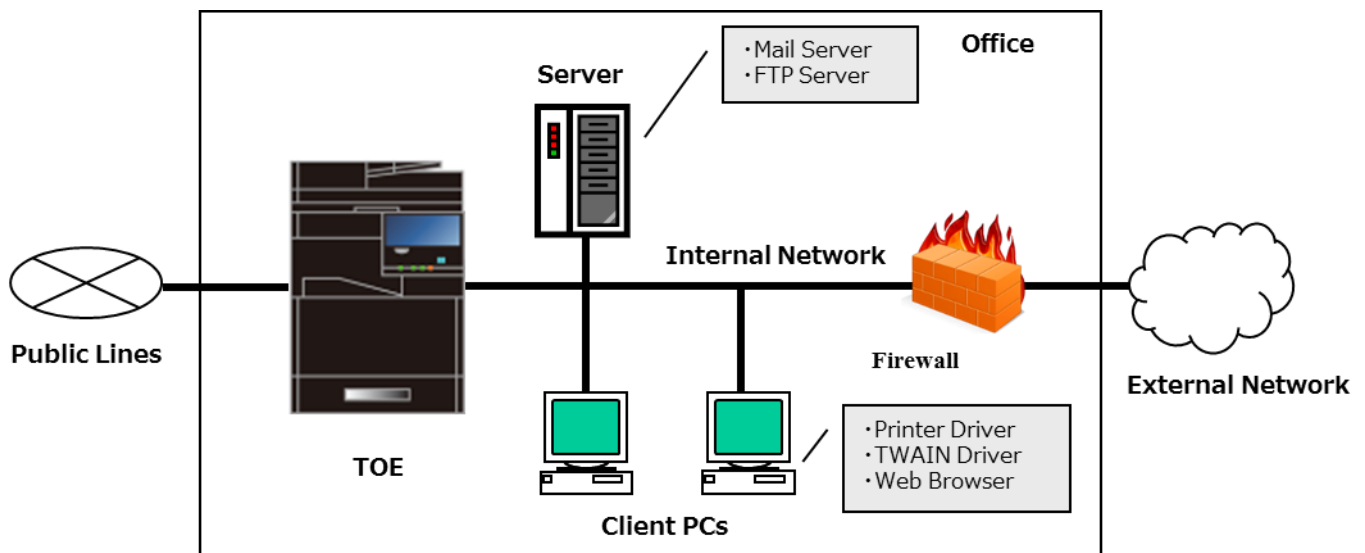 Office
・Mail Server
・FTP Server
Server
Internal Network
Public Lines
Firewall
External Network
TOE
・Printer Driver
・TWAIN Driver
・Web Browser
Client PCs